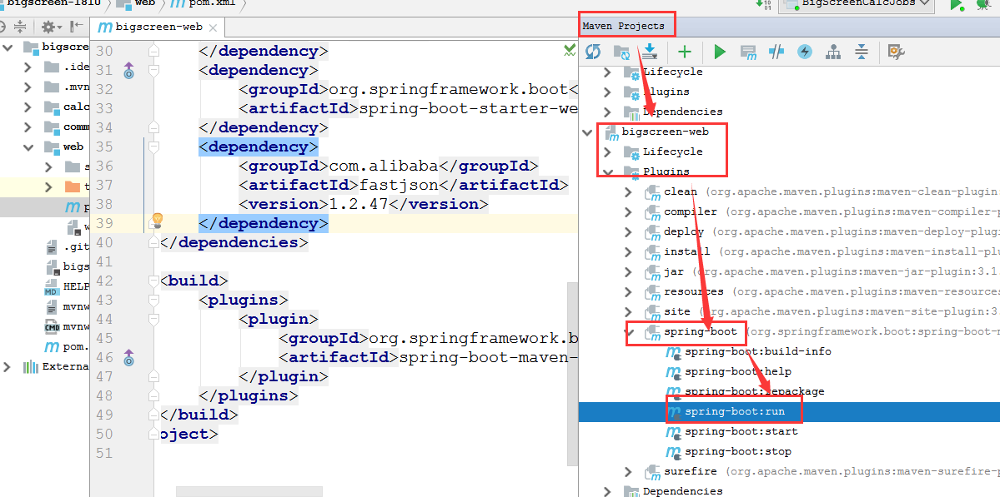 bigscreen-1810
web
pom.xml
BigScreenCalcJobs
bigscreen-web
Maven Projects
bigscree
.ide
.mvn
calc
comm
web
s
t
p
w
.git
bigs
HELP
mvnw
mvnw
pom.
Externa
30 </dependency>
31 <dependency>
32 <groupId>org.springframework.boot<
33 <artifactId>spring-boot-starter-we
34 </dependency>
35 <dependency>
36 <groupId>com.alibaba</groupId>
37 <artifactId>fastjson</artifactId>
38 <version>1.2.47</version>
39 </dependency>
40 </dependencies>
41
42 <build>
43 <plugins>
44 <plugin>
45 <groupId>org.springframework.b
46 <artifactId>spring-boot-maven-
47 </plugin>
48 </plugins>
49 </build>
50 oject>
51
Lifecycle
Plugins
Dependencies
bigscreen-web
Lifecycle
Plugins
clean (org.apache.maven.plugins:maven-clean-plugin
compiler (org.apache.maven.plugins:maven-compiler-p
deploy (org.apache.maven.plugins:maven-deploy-plugi
install (org.apache.maven.plugins:maven-install-plu
jar (org.apache.maven.plugins:maven-jar-plugin:3.1
resources (org.apache.maven.plugins:maven-resources
site (org.apache.maven.plugins:maven-site-plugin:3.
spring-boot (org.springframework.boot:spring-boot-m
spring-boot:build-info
spring-boot:help
spring-boot:repackage
spring-boot:run
spring-boot:start
spring-boot:stop
surefire (org.apache.maven.plugins:maven-surefire-p
Dependencies